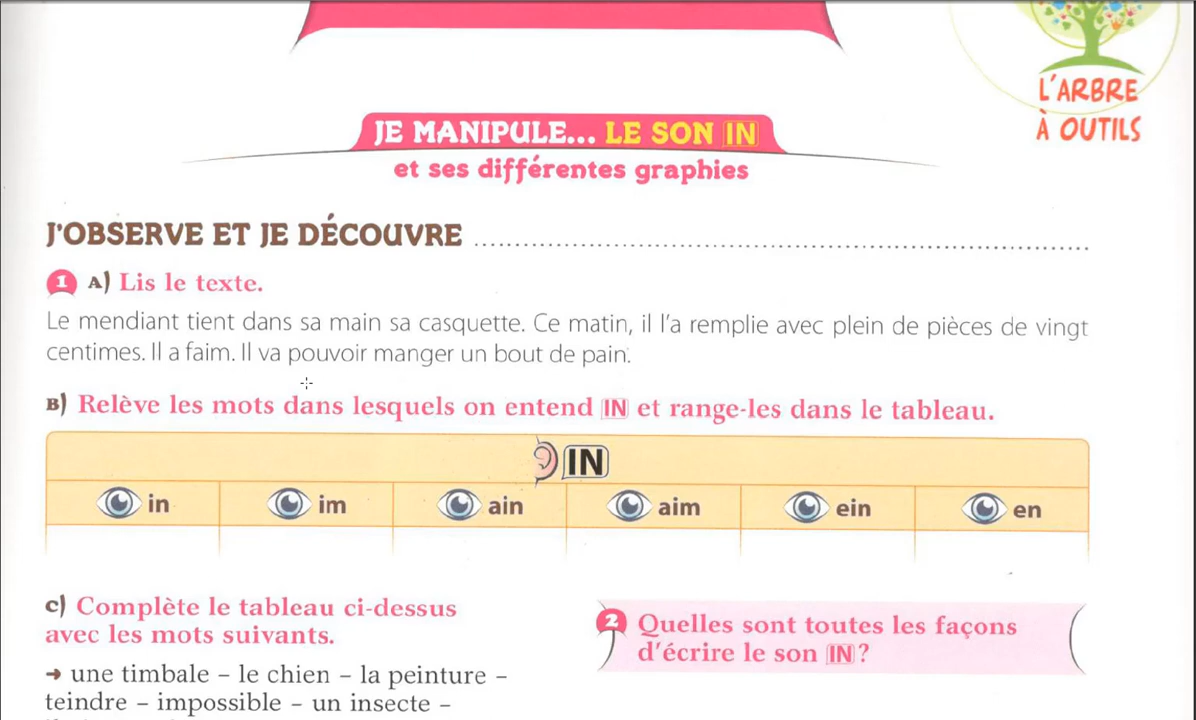 L'ARBRE
À OUTILS
JE MANIPULE... LE SON IN
et ses différentes graphies
J'OBSERVE ET JE DÉCOUVRE
1 A) Lis le texte.
Le mendiant tient dans sa main sa casquette. Ce matin, il l'a remplie avec plein de pièces de vingt
centimes. Il a faim. Il va pouvoir manger un bout de pain.
B) Relève les mots dans lesquels on entend IN et range-les dans le tableau.
IN
in im ain aim ein en
C) Complète le tableau ci-dessus
avec les mots suivants.
→ une timbale – le chien – la peinture –
teindre – impossible – un insecte –
2 Quelles sont toutes les façons
d'écrire le son IN ?